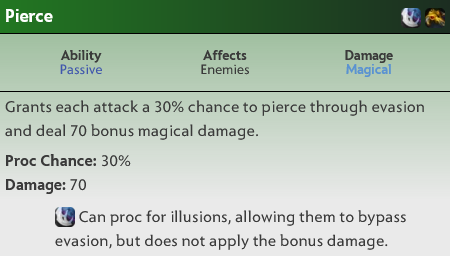 Pierce
Ability Affects Damage
Passive Enemies Magical
Grants each attack a 30% chance to pierce through evasion
and deal 70 bonus magical damage.
Proc Chance: 30%
Damage: 70
Can proc for illusions, allowing them to bypass
evasion, but does not apply the bonus damage.